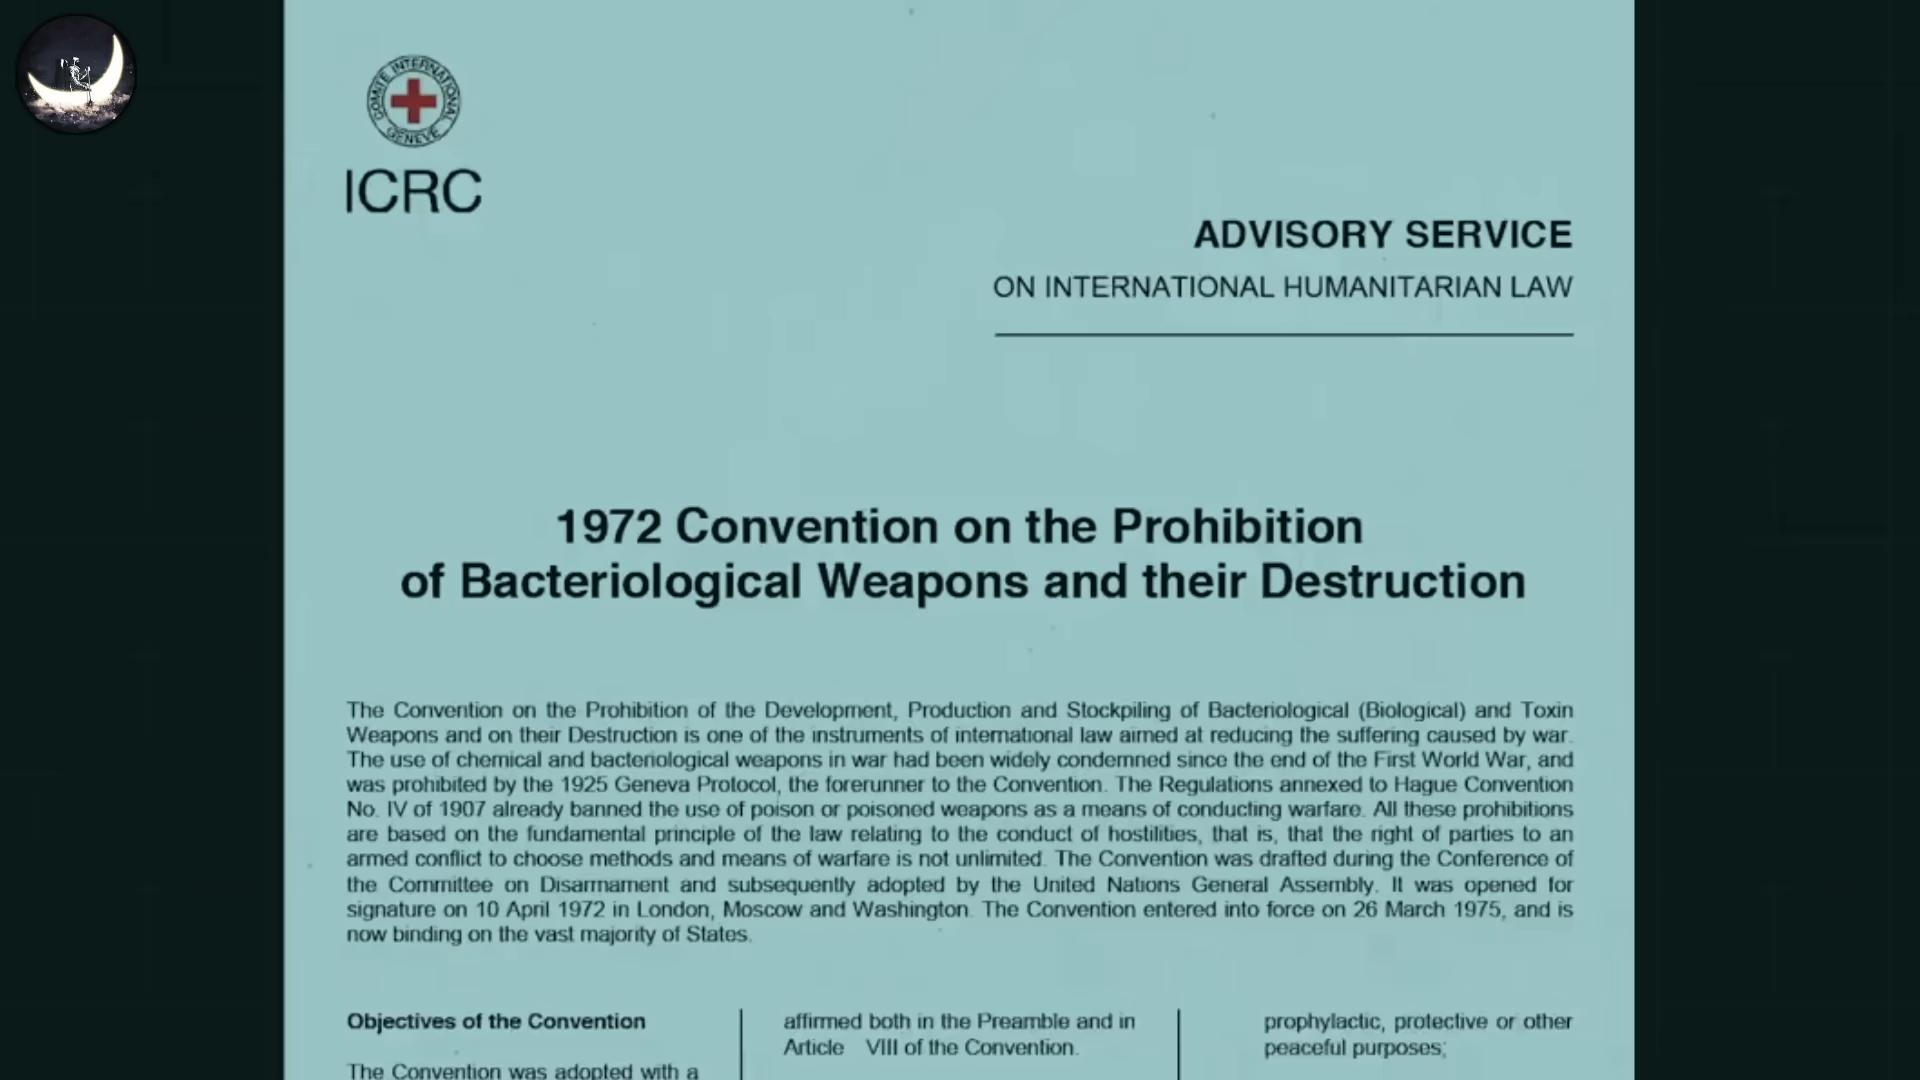 COMITE INTERNATIONAL
GENEVE
ICRC
ADVISORY SERVICE
ON INTERNATIONAL HUMANITARIAN LAW
1972 Convention on the Prohibition
of Bacteriological Weapons and their Destruction
The Convention on the Prohibition of the Development, Production and Stockpiling of Bacteriological (Biological) and Toxin
Weapons and on their Destruction is one of the instruments of international law aimed at reducing the suffering caused by war.
The use of chemical and bacteriological weapons in war had been widely condemned since the end of the First World War, and
was prohibited by the 1925 Geneva Protocol, the forerunner to the Convention. The Regulations annexed to Hague Convention
No. IV of 1907 already banned the use of poison or poisoned weapons as a means of conducting warfare. All these prohibitions
are based on the fundamental principle of the law relating to the conduct of hostilities, that is, that the right of parties to an
armed conflict to choose methods and means of warfare is not unlimited. The Convention was drafted during the Conference of
the Committee on Disarmament and subsequently adopted by the United Nations General Assembly. It was opened for
signature on 10 April 1972 in London, Moscow and Washington. The Convention entered into force on 26 March 1975, and is
now binding on the vast majority of States.
Objectives of the Convention
The Convention was adopted with a
affirmed both in the Preamble and in
Article VIII of the Convention.
prophylactic, protective or other
peaceful purposes;